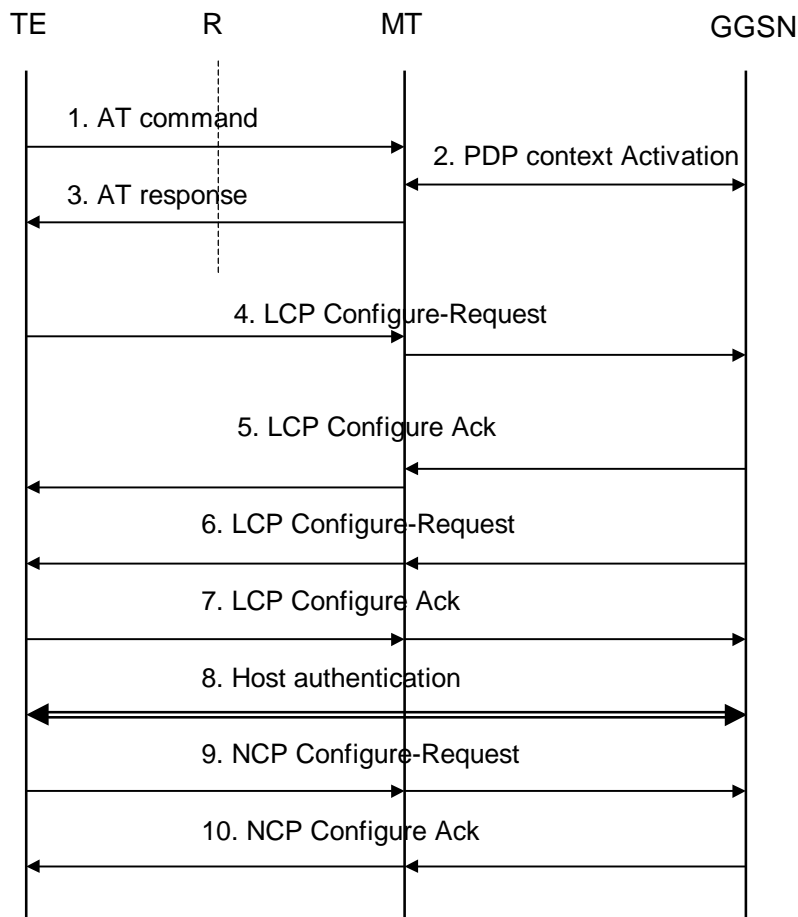 TE R MT GGSN
1. AT command
2. PDP context Activation
3. AT response
4. LCP Configure-Request
5. LCP Configure Ack
6. LCP Configure-Request
7. LCP Configure Ack
8. Host authentication
9. NCP Configure-Request
10. NCP Configure Ack